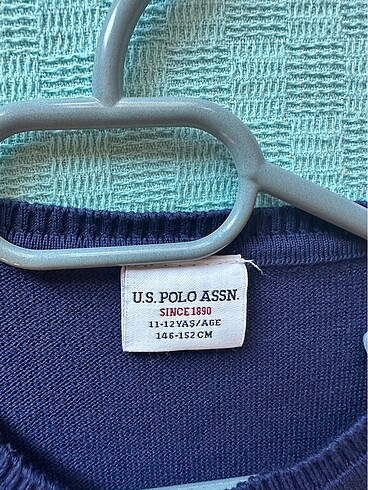 U.S. POLO ASSN.
SINCE 1890
11-12 YAŞ/AGE
146-152 CM